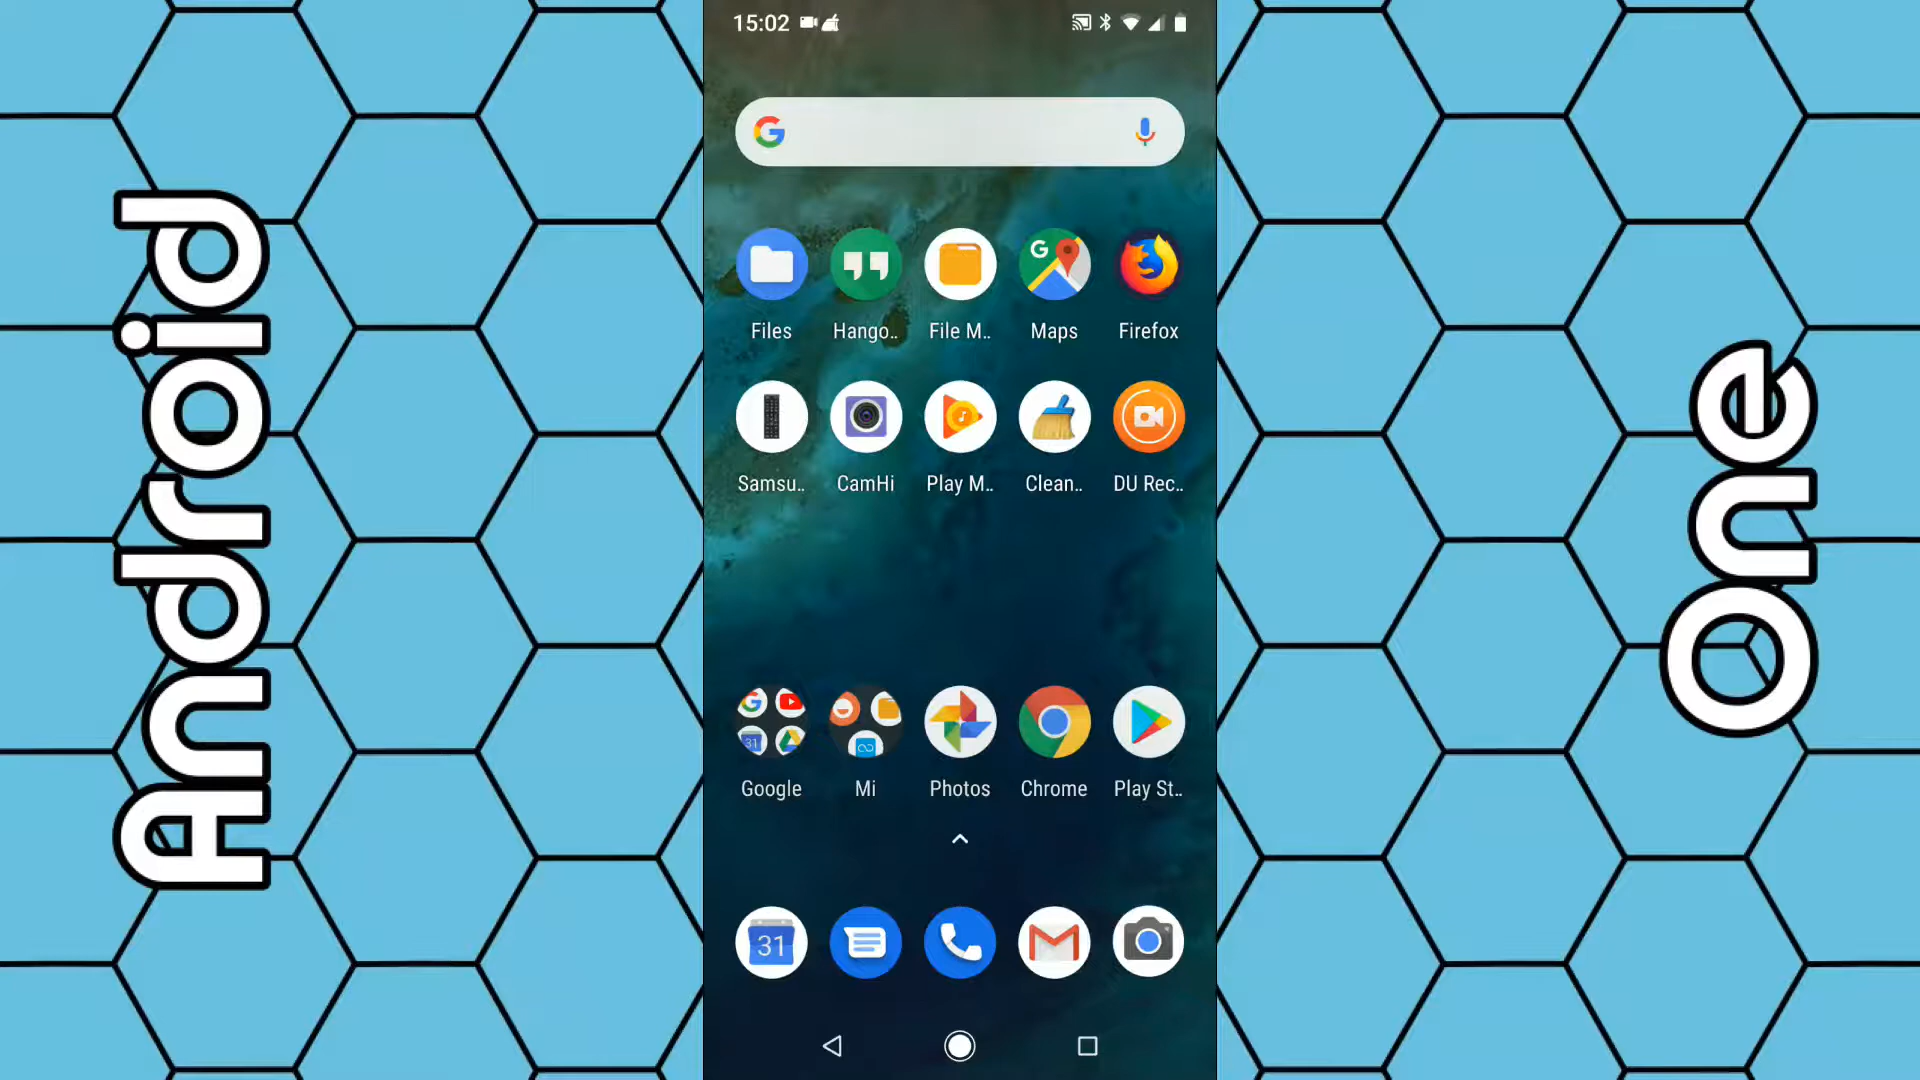 Android
15:02
G
Files Hango.. File M.. Maps Firefox
Samsu.. CamHi Play M.. Clean.. DU Rec..
31
Google Mi Photos Chrome Play St..
31
One